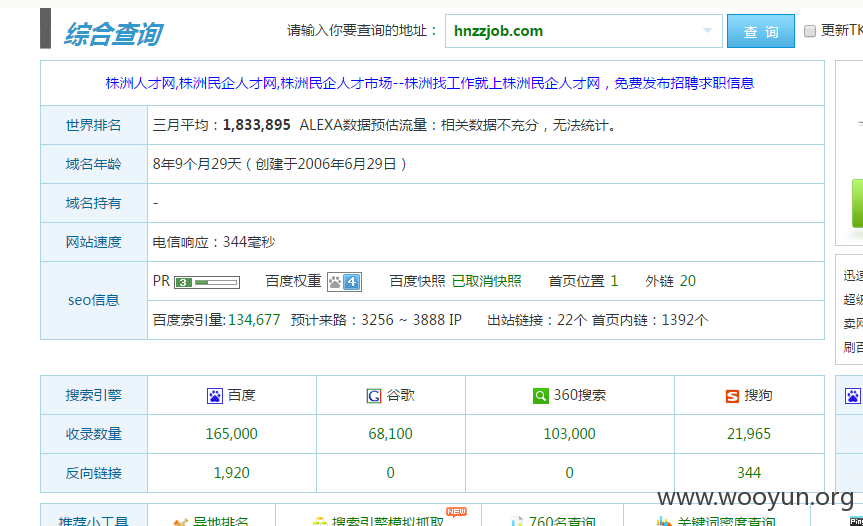 综合查询 请输入你要查询的地址： hnzzjob.com 查 询 更新TK
株洲人才网,株洲民企人才网,株洲民企人才市场--株洲找工作就上株洲民企人才网，免费发布招聘求职信息
世界排名 三月平均：1,833,895 ALEXA数据预估流量：相关数据不充分，无法统计。
域名年龄 8年9个月29天（创建于2006年6月29日）
域名持有 -
网站速度 电信响应：344毫秒
seo信息 PR 3 百度权重 4 百度快照 已取消快照 首页位置 1 外链 20
百度索引量:134,677 预计来路：3256 ~ 3888 IP 出站链接：22个 首页内链：1392个
迅速
超级
卖网
刷百
搜索引擎 百度 谷歌 360搜索 搜狗
收录数量 165,000 68,100 103,000 21,965
反向链接 1,920 0 0 344
www.wooyun.org
推荐小工具 异地排名 搜索引擎模拟抓取 NEW 760名查询 关键词密度查询